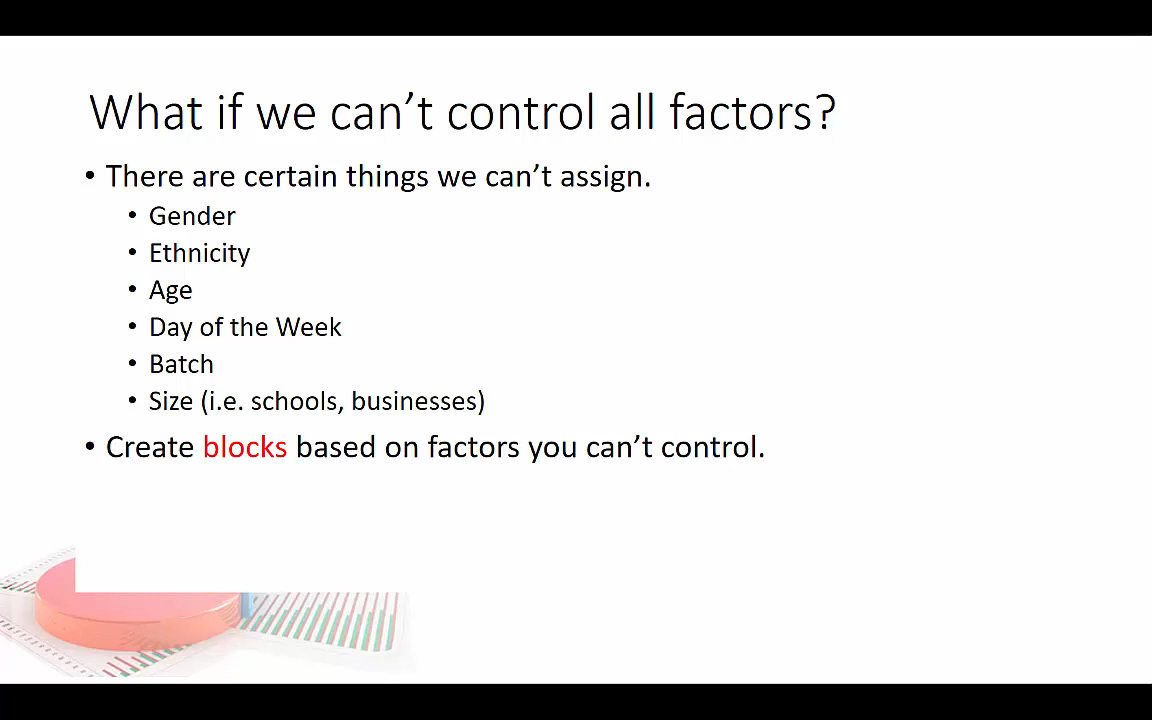 What if we can’t control all factors?
• There are certain things we can’t assign.
• Gender
• Ethnicity
• Age
• Day of the Week
• Batch
• Size (i.e. schools, businesses)
• Create blocks based on factors you can’t control.